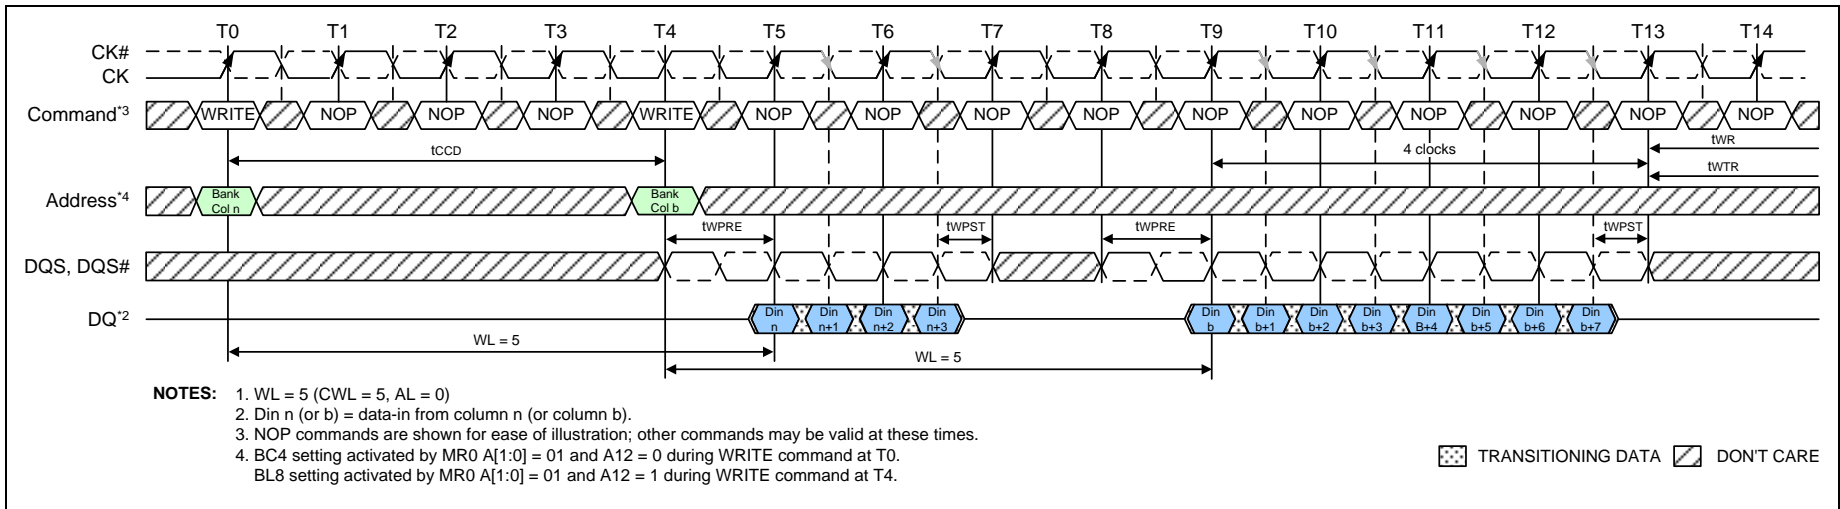 T0 T1 T2 T3 T4 T5 T6 T7 T8 T9 T10 T11 T12 T13 T14
CK#
CK
Command*3 WRITE NOP NOP NOP WRITE NOP NOP NOP NOP NOP NOP NOP NOP NOP NOP
tCCD 4 clocks tWR
tWTR
Address*4 Bank Col n Bank Col b
tWPRE tWPST tWPRE tWPST
DQS, DQS#
DQ*2 Din n Din n+1 Din n+2 Din n+3 Din b Din b+1 Din b+2 Din b+3 Din B+4 Din b+5 Din b+6 Din b+7
WL = 5
WL = 5
NOTES: 1. WL = 5 (CWL = 5, AL = 0)
2. Din n (or b) = data-in from column n (or column b).
3. NOP commands are shown for ease of illustration; other commands may be valid at these times.
4. BC4 setting activated by MR0 A[1:0] = 01 and A12 = 0 during WRITE command at T0.
BL8 setting activated by MR0 A[1:0] = 01 and A12 = 1 during WRITE command at T4.
TRANSITIONING DATA DON'T CARE